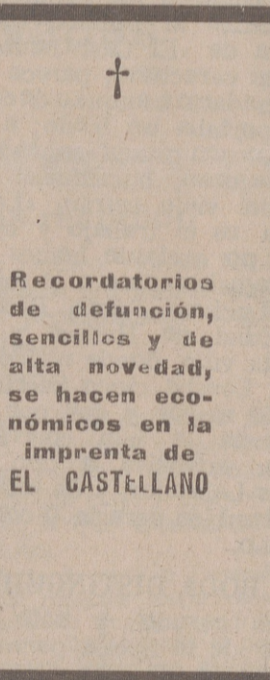 †
Recordatorios
de defunción,
sencillos y de
alta novedad,
se hacen eco-
nómicos en la
imprenta de
EL CASTELLANO